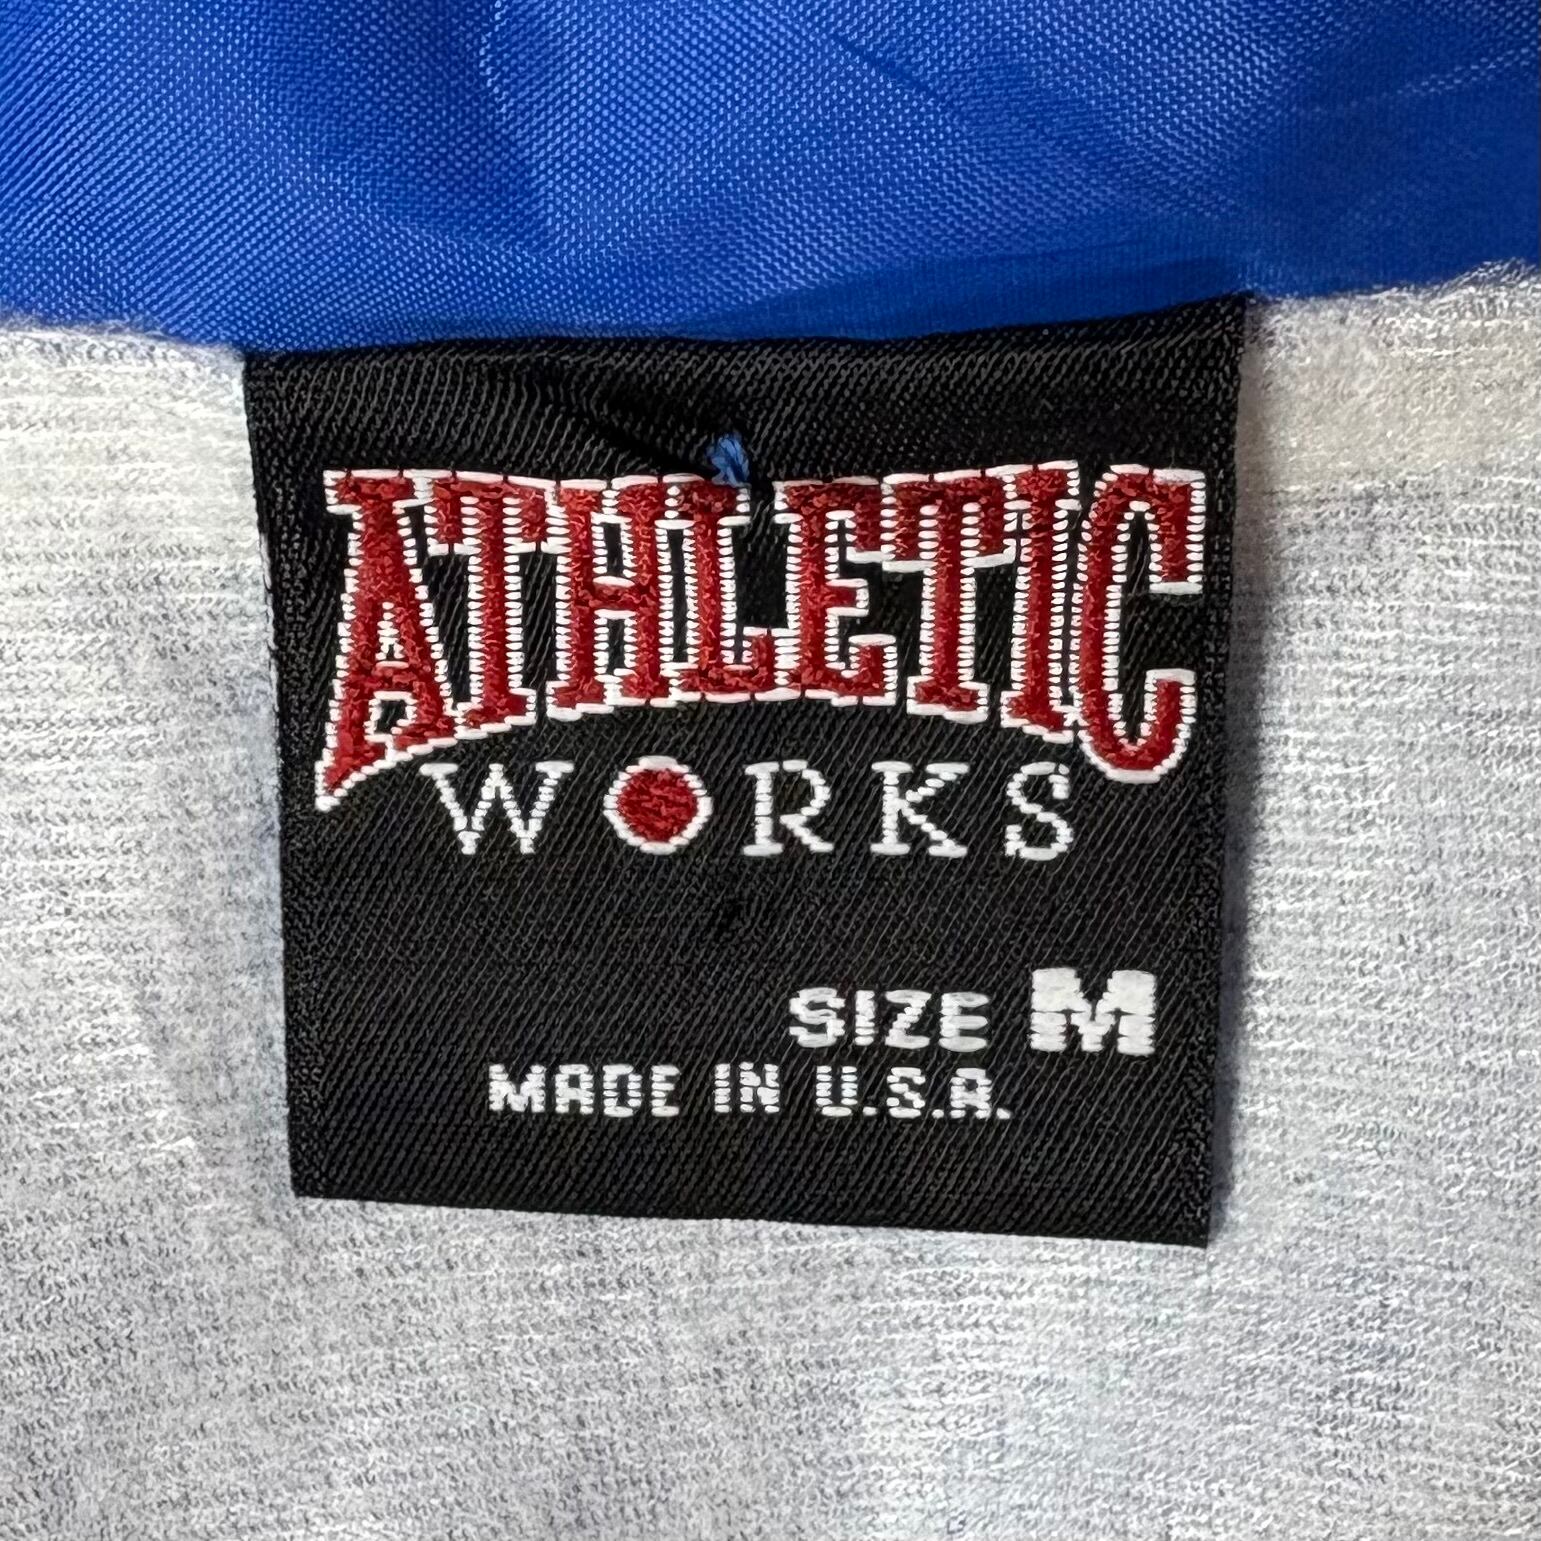 ATHLETIC
WORKS
SIZE M
MADE IN U.S.A.